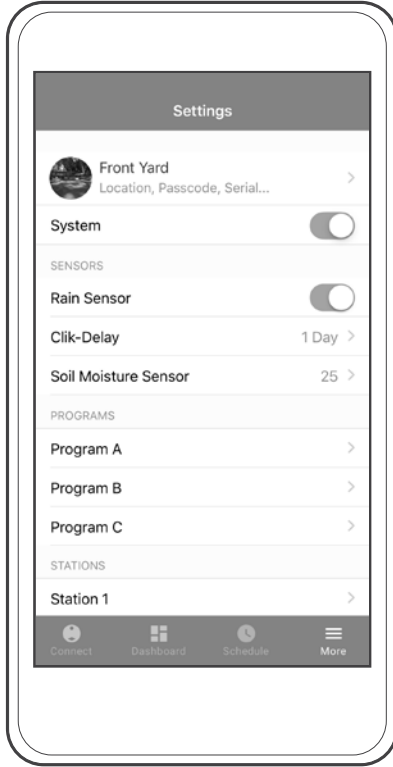 Settings
Front Yard
Location, Passcode, Serial...
System
SENSORS
Rain Sensor
Clik-Delay 1 Day
Soil Moisture Sensor 25
PROGRAMS
Program A
Program B
Program C
STATIONS
Station 1
Connect Dashboard Schedule More